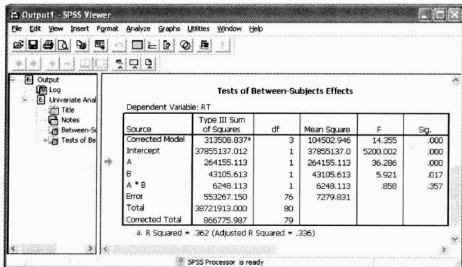 Output1 - SPSS Viewer
File Edit View Insert Format Analyze Graphs Utilities Window Help
Output
Log
Univariate Anal
Title
Notes
Between-Su
Tests of Be
Tests of Between-Subjects Effects
Dependent Variable: RT
Source Type III Sum of Squares df Mean Square F Sig.
Corrected Model 313508.837ᵃ 3 104502.946 14.355 .000
Intercept 37855137.012 1 37855137.0 5200.002 .000
A 264155.113 1 264155.113 36.286 .000
B 43105.613 1 43105.613 5.921 .017
A * B 6248.113 1 6248.113 .858 .357
Error 553267.150 76 7279.831
Total 38721913.000 80
Corrected Total 866775.987 79
a. R Squared = .362 (Adjusted R Squared = .336)
SPSS Processor is ready